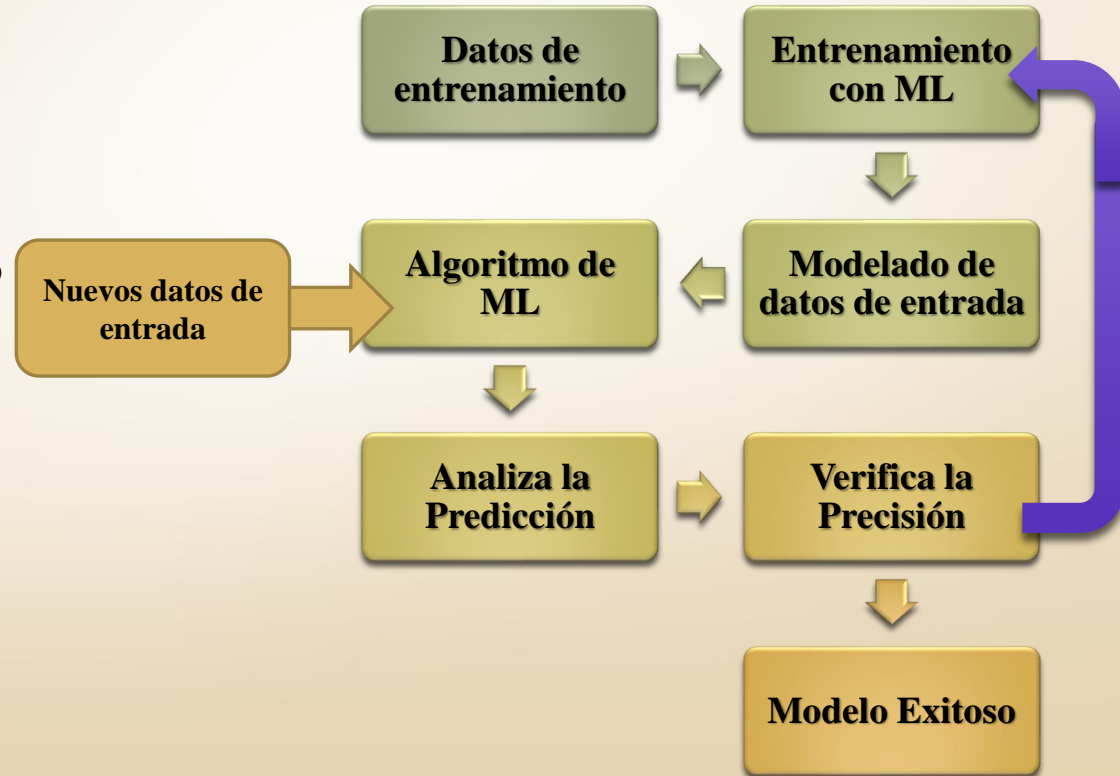 Datos de
entrenamiento
Entrenamiento
con ML
Nuevos datos de
entrada
Algoritmo de
ML
Modelado de
datos de entrada
Analiza la
Predicción
Verifica la
Precisión
Modelo Exitoso